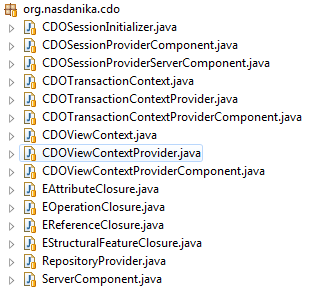 org.nasdanika.cdo
CDOSessionInitializer.java
CDOSessionProviderComponent.java
CDOSessionProviderServerComponent.java
CDOTransactionContext.java
CDOTransactionContextProvider.java
CDOTransactionContextProviderComponent.java
CDOViewContext.java
CDOViewContextProvider.java
CDOViewContextProviderComponent.java
EAttributeClosure.java
EOperationClosure.java
EReferenceClosure.java
EStructuralFeatureClosure.java
RepositoryProvider.java
ServerComponent.java